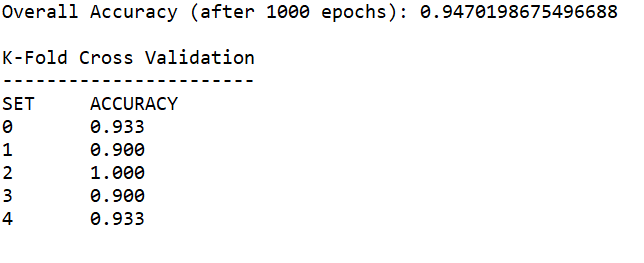 Overall Accuracy (after 1000 epochs): 0.9470198675496688
K-Fold Cross Validation
-----------------------
SET ACCURACY
0 0.933
1 0.900
2 1.000
3 0.900
4 0.933